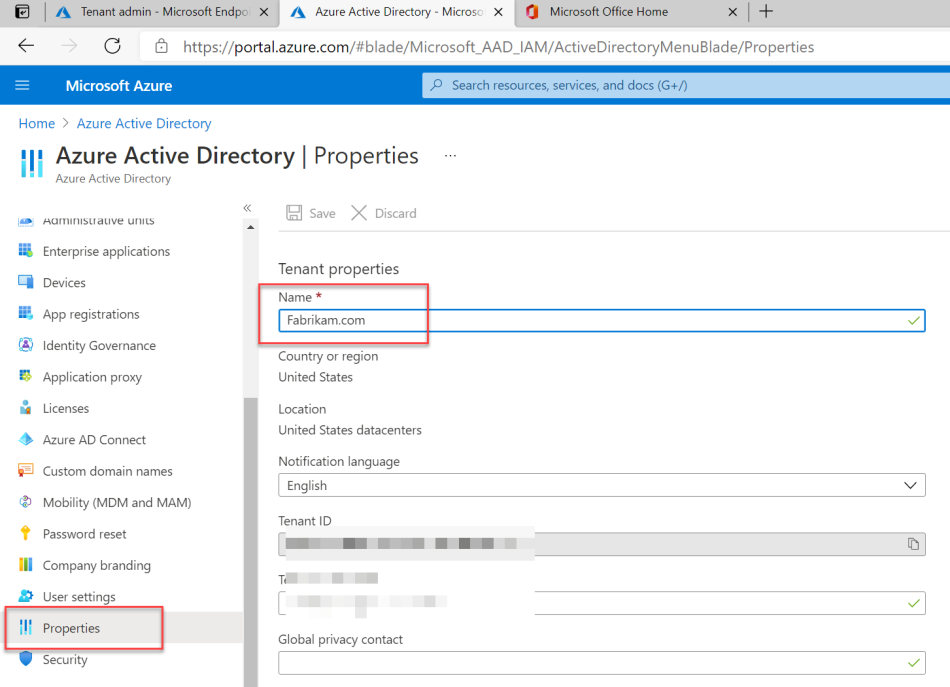 Tenant admin - Microsoft Endpo
Azure Active Directory - Microso
Microsoft Office Home
https://portal.azure.com/#blade/Microsoft_AAD_IAM/ActiveDirectoryMenuBlade/Properties
Microsoft Azure
Search resources, services, and docs (G+/)
Home > Azure Active Directory
Azure Active Directory | Properties ...
Azure Active Directory
«
Administrative units
Enterprise applications
Devices
App registrations
Identity Governance
Application proxy
Licenses
Azure AD Connect
Custom domain names
Mobility (MDM and MAM)
Password reset
Company branding
User settings
Properties
Security
Save Discard
Tenant properties
Name *
Fabrikam.com
Country or region
United States
Location
United States datacenters
Notification language
English
Tenant ID
Global privacy contact